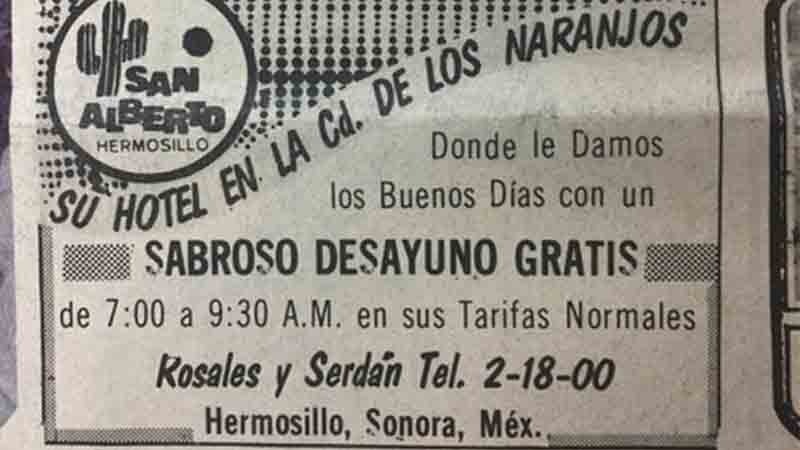 SAN
ALBERTO
HERMOSILLO
SU HOTEL EN LA Cd. DE LOS NARANJOS
Donde le Damos
los Buenos Días con un
SABROSO DESAYUNO GRATIS
de 7:00 a 9:30 A.M. en sus Tarifas Normales
Rosales y Serdán Tel. 2-18-00
Hermosillo, Sonora, Méx.